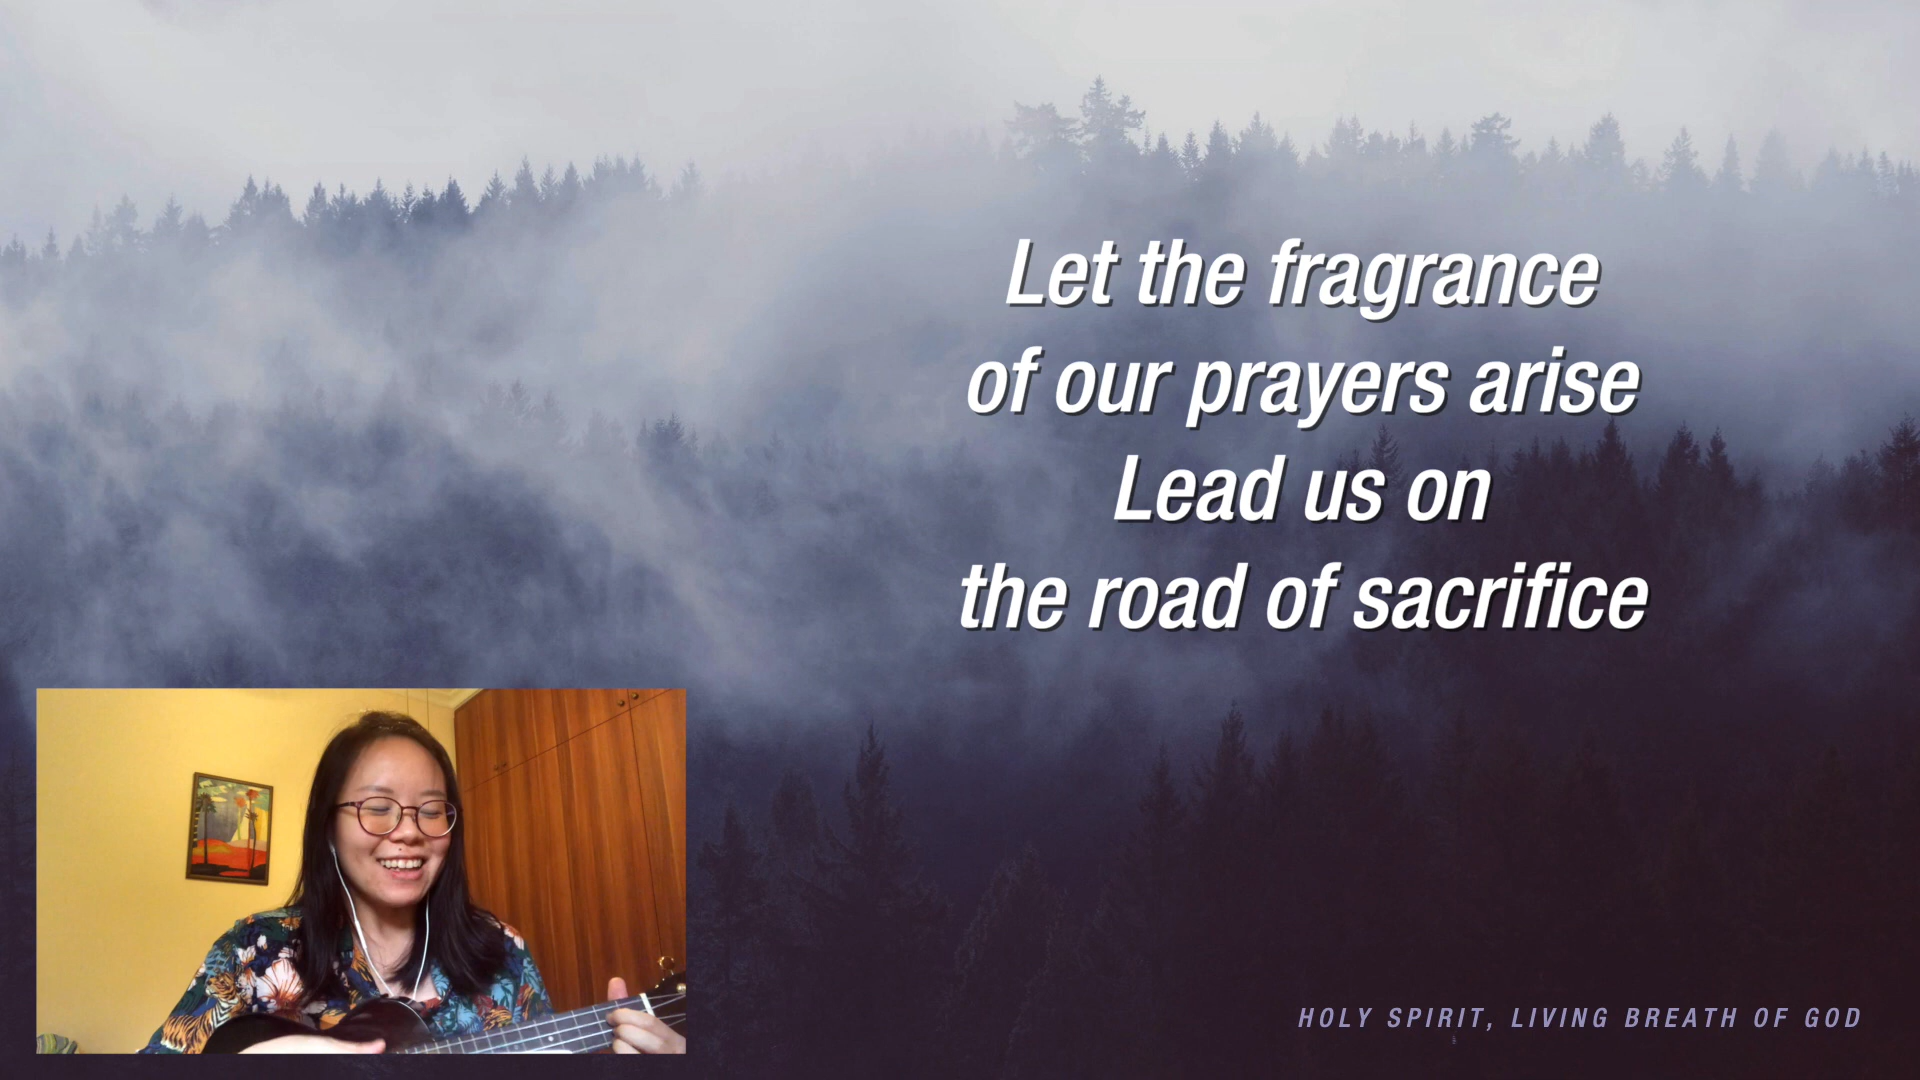 Let the fragrance
of our prayers arise
Lead us on
the road of sacrifice
HOLY SPIRIT, LIVING BREATH OF GOD